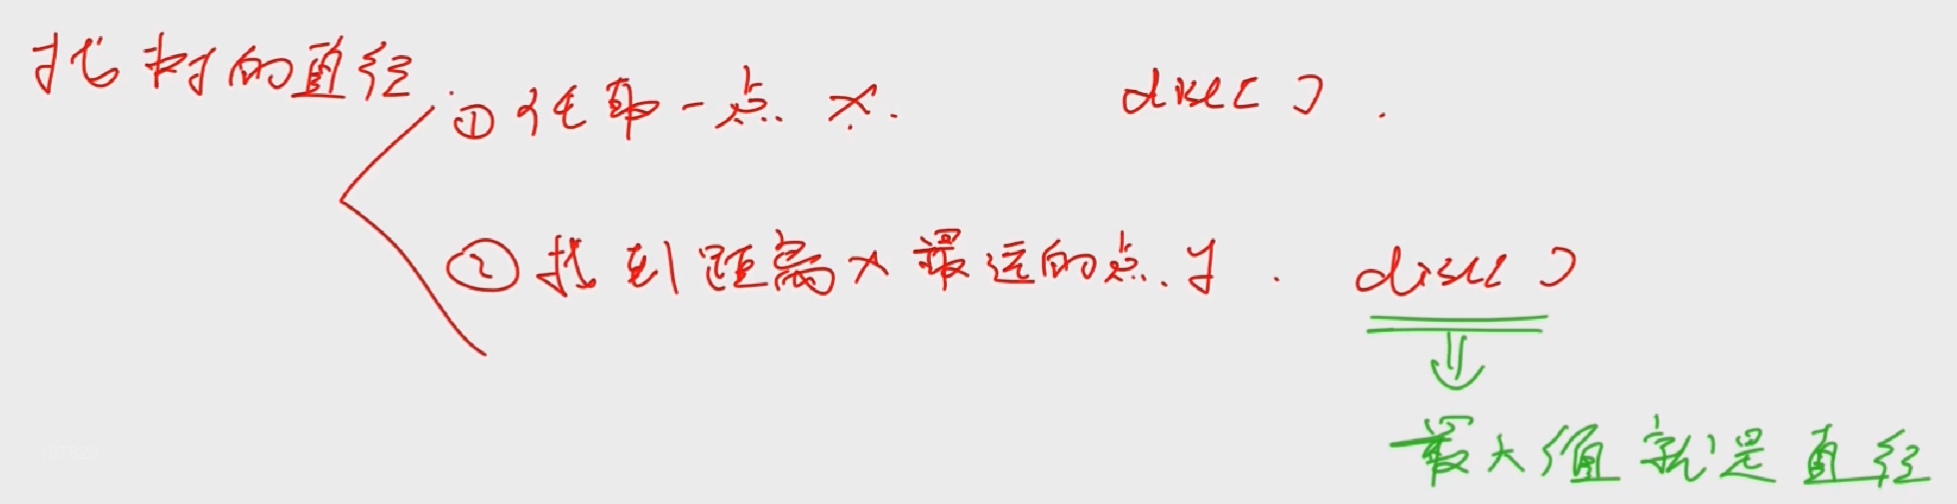 找树的直径
① 任取一点 x. dist[ ].
② 找到距离x最远的点.y. dist[ ]
最大值就是直径